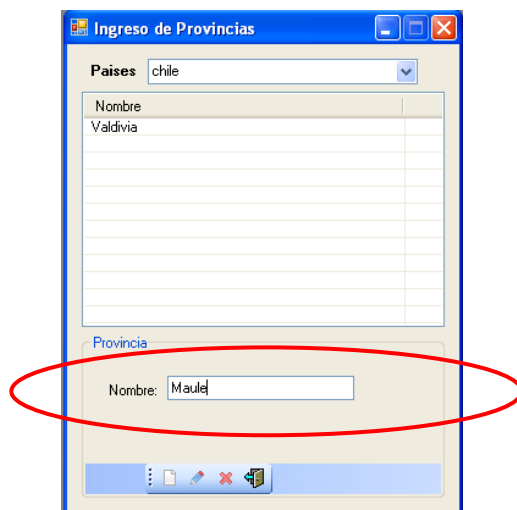 Ingreso de Provincias
Paises chile
Nombre
Valdivia
Provincia
Nombre: Maule